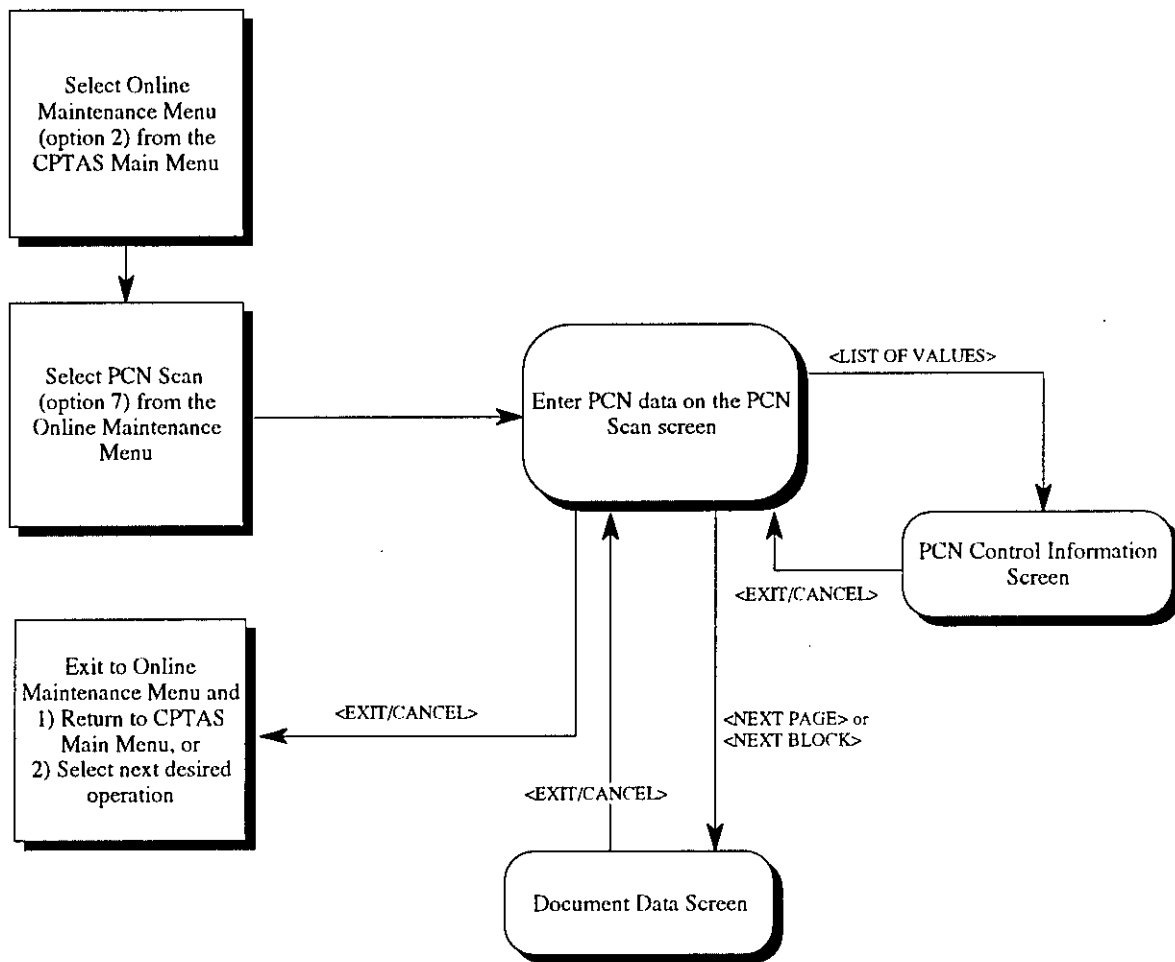 Select Online
Maintenance Menu
(option 2) from the
CPTAS Main Menu
Select PCN Scan
(option 7) from the
Online Maintenance
Menu
Enter PCN data on the PCN
Scan screen
<LIST OF VALUES>
PCN Control Information
Screen
<EXIT/CANCEL>
Exit to Online
Maintenance Menu and
1) Return to CPTAS
Main Menu, or
2) Select next desired
operation
<EXIT/CANCEL>
<NEXT PAGE> or
<NEXT BLOCK>
<EXIT/CANCEL>
Document Data Screen